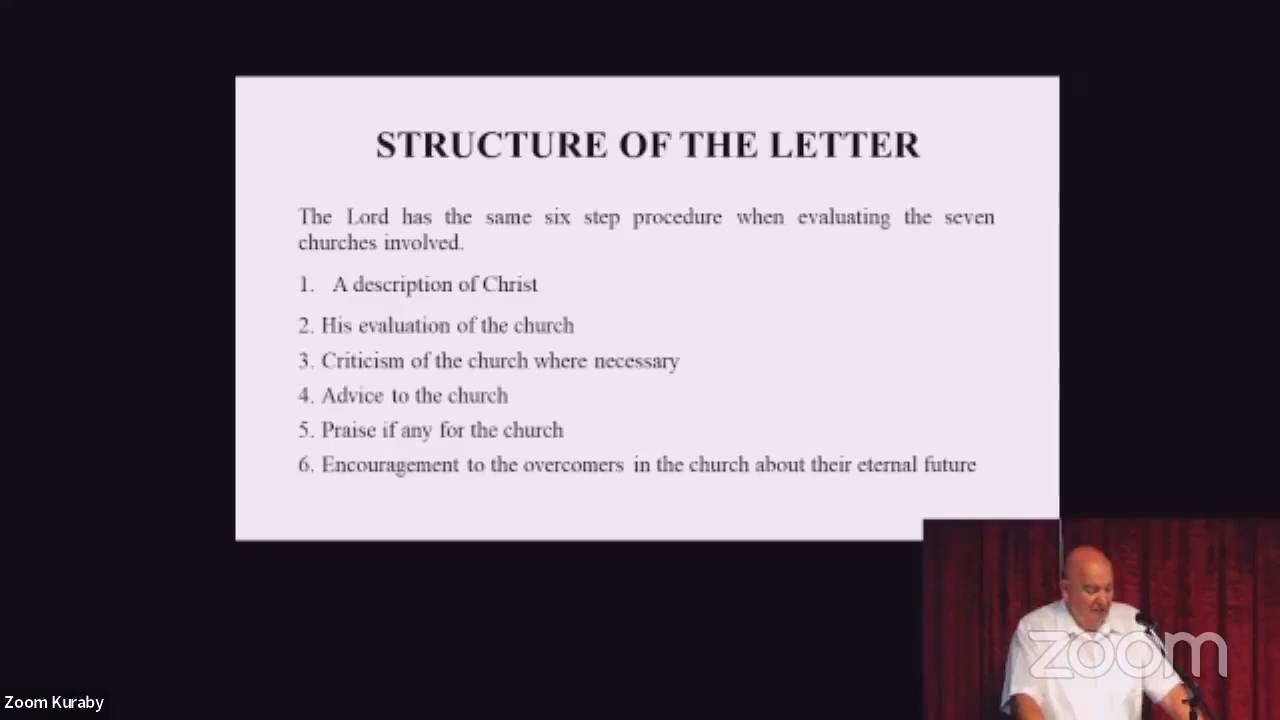 STRUCTURE OF THE LETTER
The Lord has the same six step procedure when evaluating the seven
churches involved.
1. A description of Christ
2. His evaluation of the church
3. Criticism of the church where necessary
4. Advice to the church
5. Praise if any for the church
6. Encouragement to the overcomers in the church about their eternal future
zoom
Zoom Kuraby